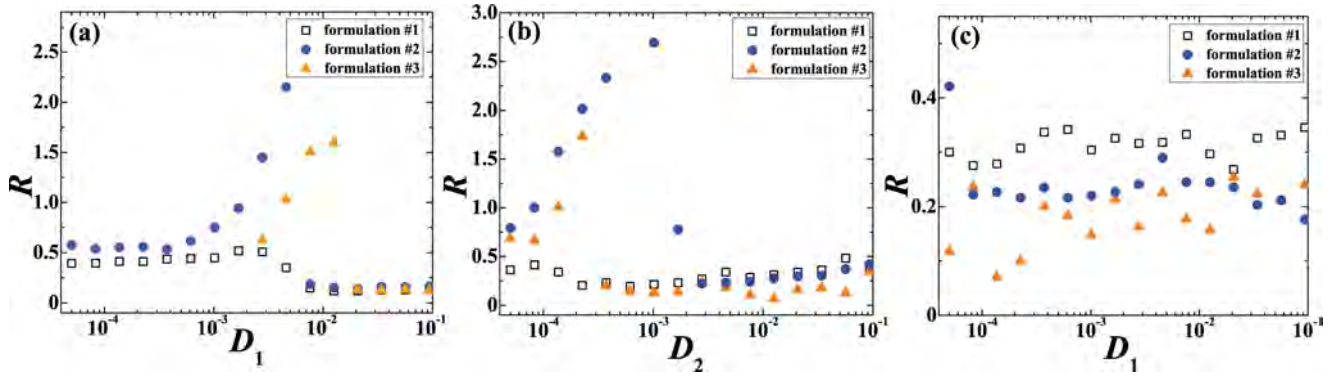 (a)
formulation #1
formulation #2
formulation #3
2.5
2.0
1.5
1.0
0.5
0
R
10⁻⁴
10⁻³
10⁻²
10⁻¹
D₁
(b)
formulation #1
formulation #2
formulation #3
3.0
2.5
2.0
1.5
1.0
0.5
0
R
10⁻⁴
10⁻³
10⁻²
10⁻¹
D₂
(c)
formulation #1
formulation #2
formulation #3
0.4
0.2
0
R
10⁻⁴
10⁻³
10⁻²
10⁻¹
D₁